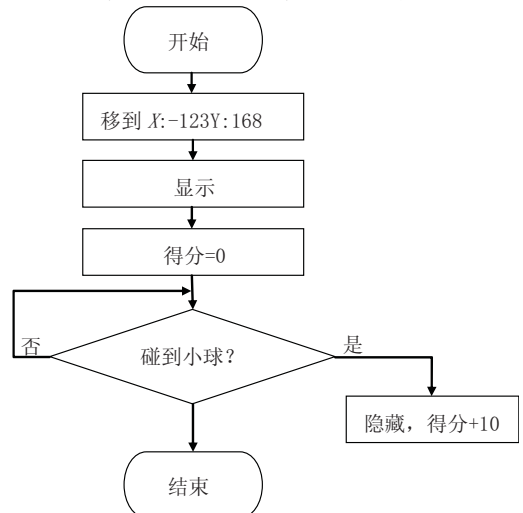 开始
移到 X:-123Y:168
显示
得分=0
碰到小球？
否
是
隐藏，得分+10
结束